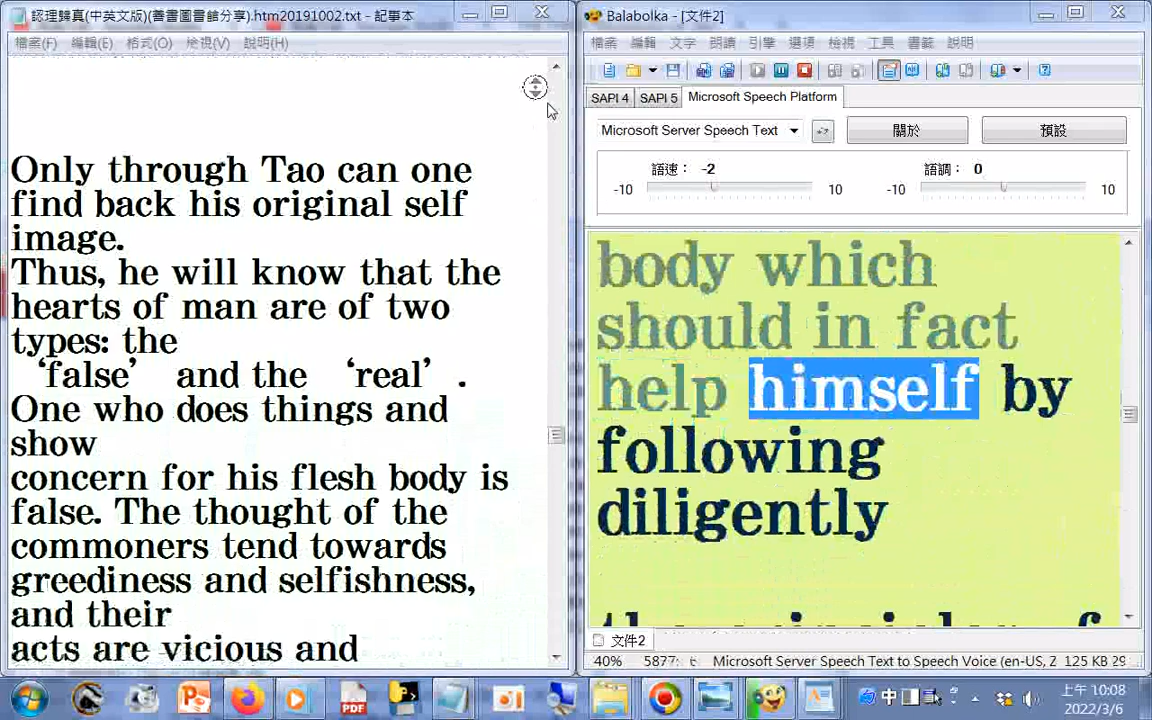 認理歸真(中英文版)(善書圖書館分享).htm20191002.txt - 記事本
檔案(F) 編輯(E) 格式(O) 檢視(V) 說明(H)
Only through Tao can one
find back his original self
image.
Thus, he will know that the
hearts of man are of two
types: the
‘false’ and the ‘real’.
One who does things and
show
concern for his flesh body is
false. The thought of the
commoners tend towards
greediness and selfishness,
and their
acts are vicious and
Balabolka - [文件2]
檔案 編輯 文字 朗讀 引擎 選項 檢視 工具 書籤 說明
SAPI 4 SAPI 5 Microsoft Speech Platform
Microsoft Server Speech Text 關於 預設
語速: -2 語調: 0
-10 10 -10 10
body which
should in fact
help himself by
following
diligently
文件2
40% 5877: 6 Microsoft Server Speech Text to Speech Voice (en-US, Z 125 KB 29
PDF
中
上午 10:08
2022/3/6